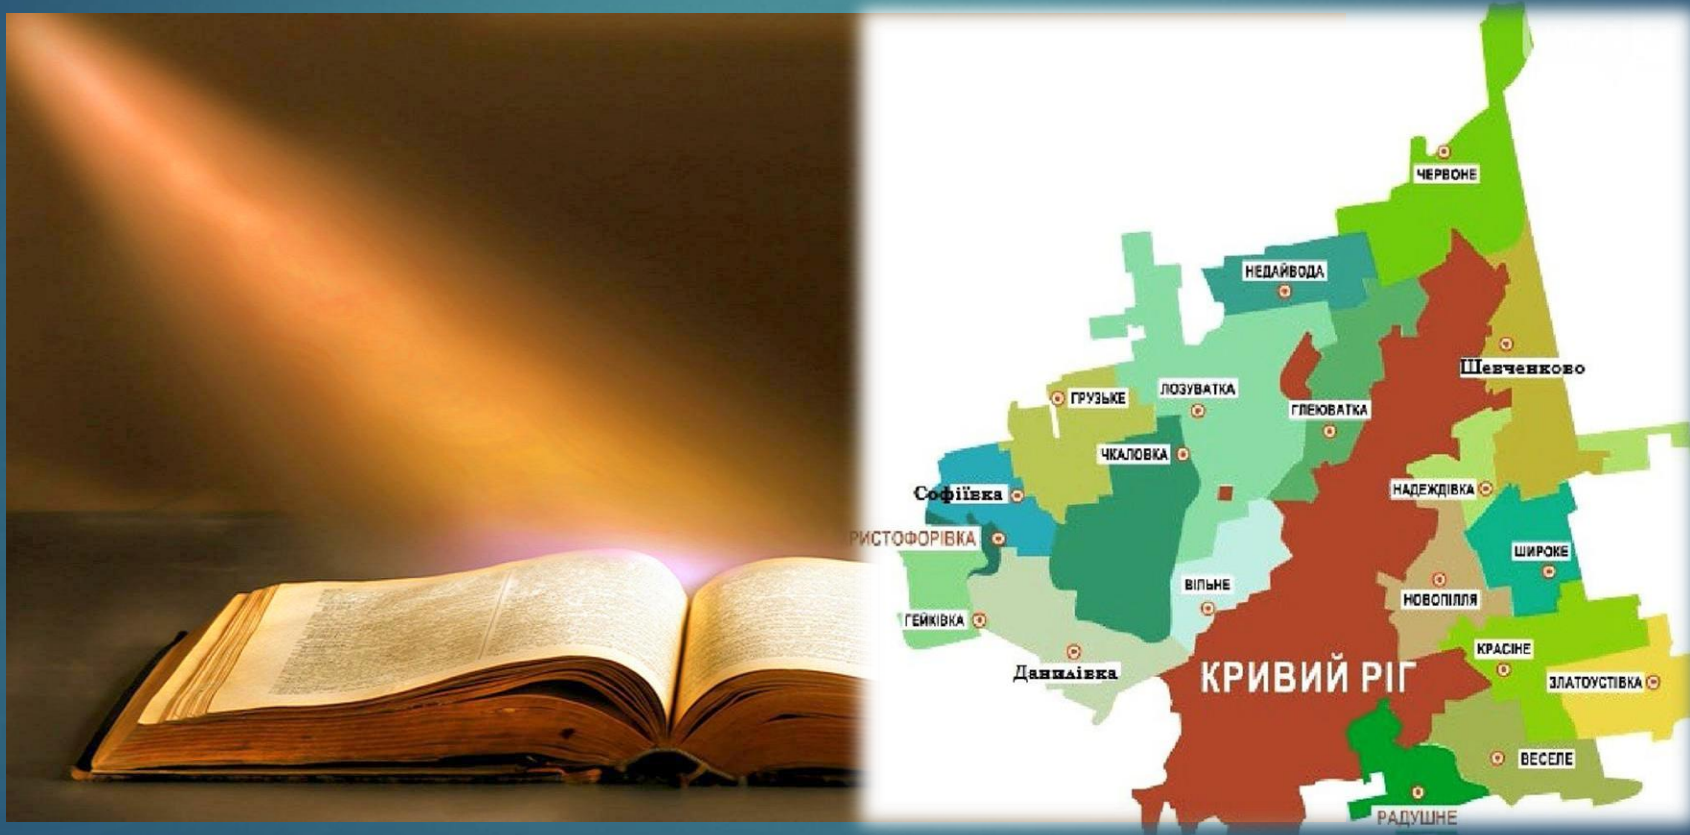 ЧЕРВОНЕ
НЕДАЙВОДА
Шевченково
ГРУЗЬКЕ
ЛОЗУВАТКА
ГЛЕЮВАТКА
ЧКАЛОВКА
Софіївка
НАДЕЖДІВКА
РИСТОФОРІВКА
ШИРОКЕ
ВІЛЬНЕ
НОВОПІЛЛЯ
ГЕЙКІВКА
КРАСІНЕ
Данилівка
КРИВИЙ РІГ
ЗЛАТОУСТІВКА
ВЕСЕЛЕ
РАДУШНЕ